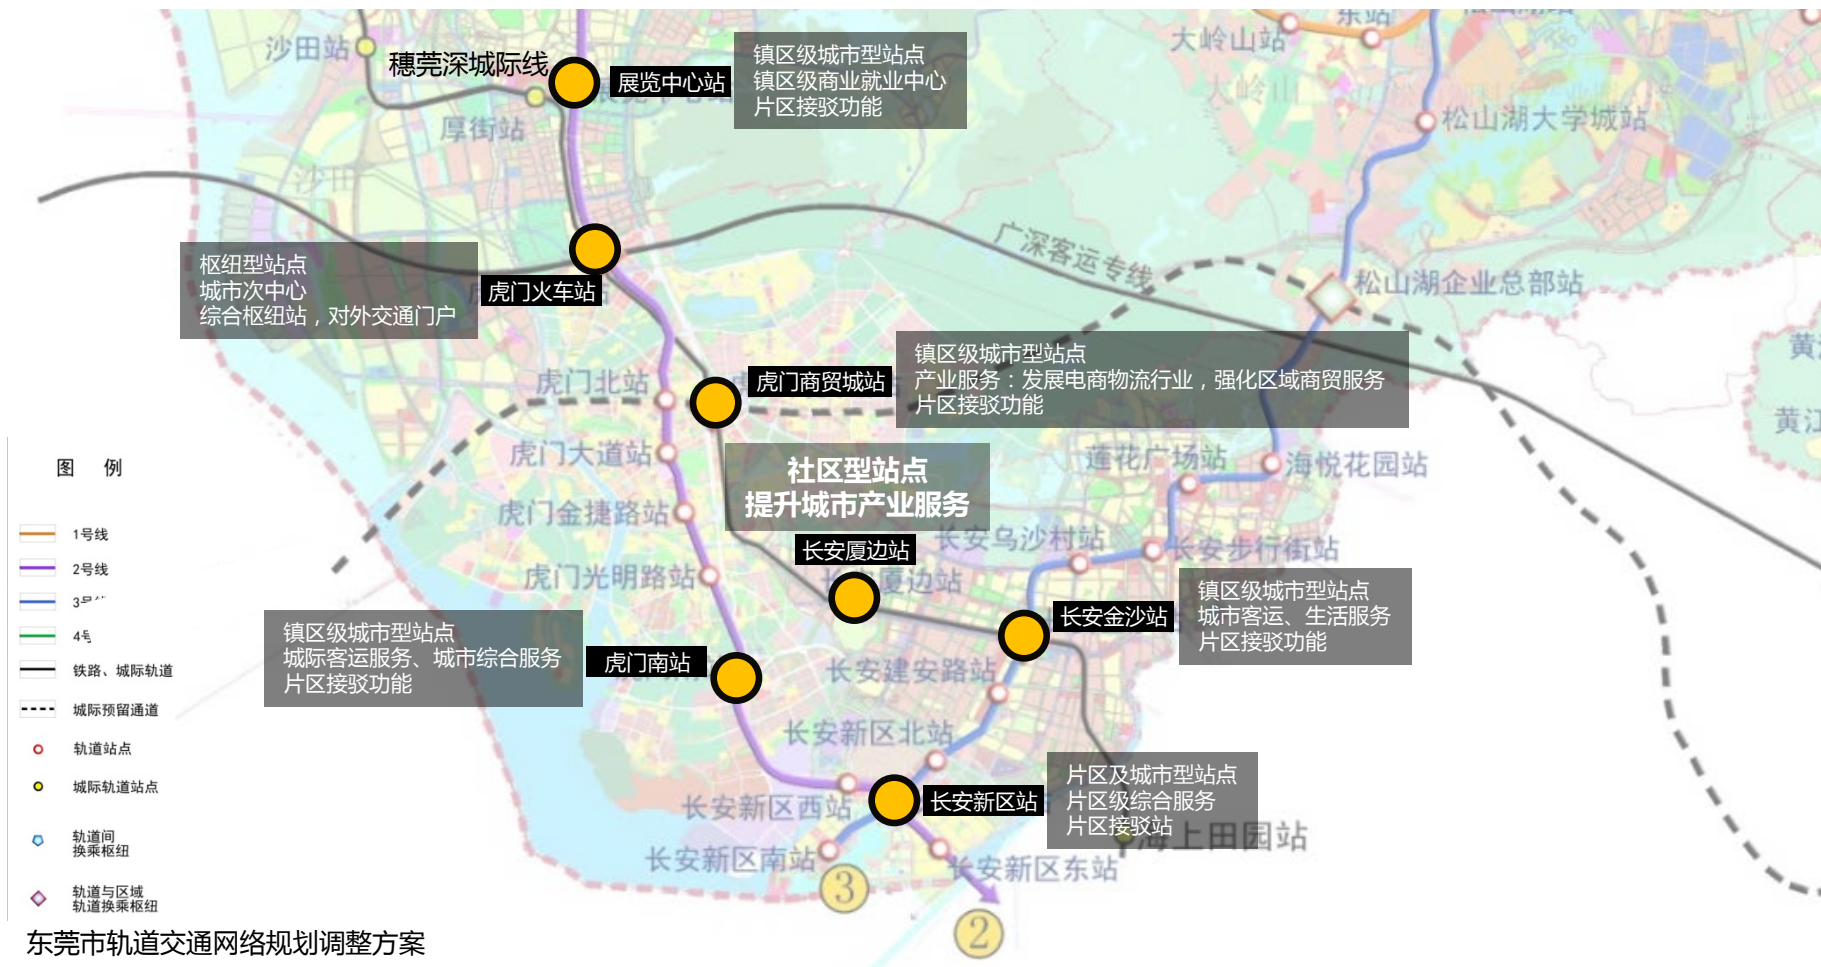 沙田站
穗莞深城际线
展览中心站
镇区级城市型站点
镇区级商业就业中心
片区接驳功能
大岭山站
东站
厚街站
松山湖大学城站
沙田
大岭山
广深客运专线
枢纽型站点
城市次中心
综合枢纽站，对外交通门户
虎门火车站
松山湖企业总部站
镇区级城市型站点
产业服务：发展电商物流行业，强化区域商贸服务
片区接驳功能
虎门北站
虎门商贸城站
黄江
虎门大道站
社区型站点
提升城市产业服务
莲花广场站
海悦花园站
虎门金捷路站
长安乌沙村站
长安步行街站
长安厦边站
长安厦边站
虎门光明路站
镇区级城市型站点
城市客运、生活服务
片区接驳功能
长安金沙站
镇区级城市型站点
城际客运服务、城市综合服务
片区接驳功能
虎门南站
长安建安路站
长安新区北站
片区及城市型站点
片区级综合服务
片区接驳站
长安新区西站
长安新区站
海上田园站
长安新区南站
长安新区东站
3
2
图 例
1号线
2号线
3号线
4号
铁路、城际轨道
城际预留通道
轨道站点
城际轨道站点
轨道间
换乘枢纽
轨道与区域
轨道换乘枢纽
东莞市轨道交通网络规划调整方案